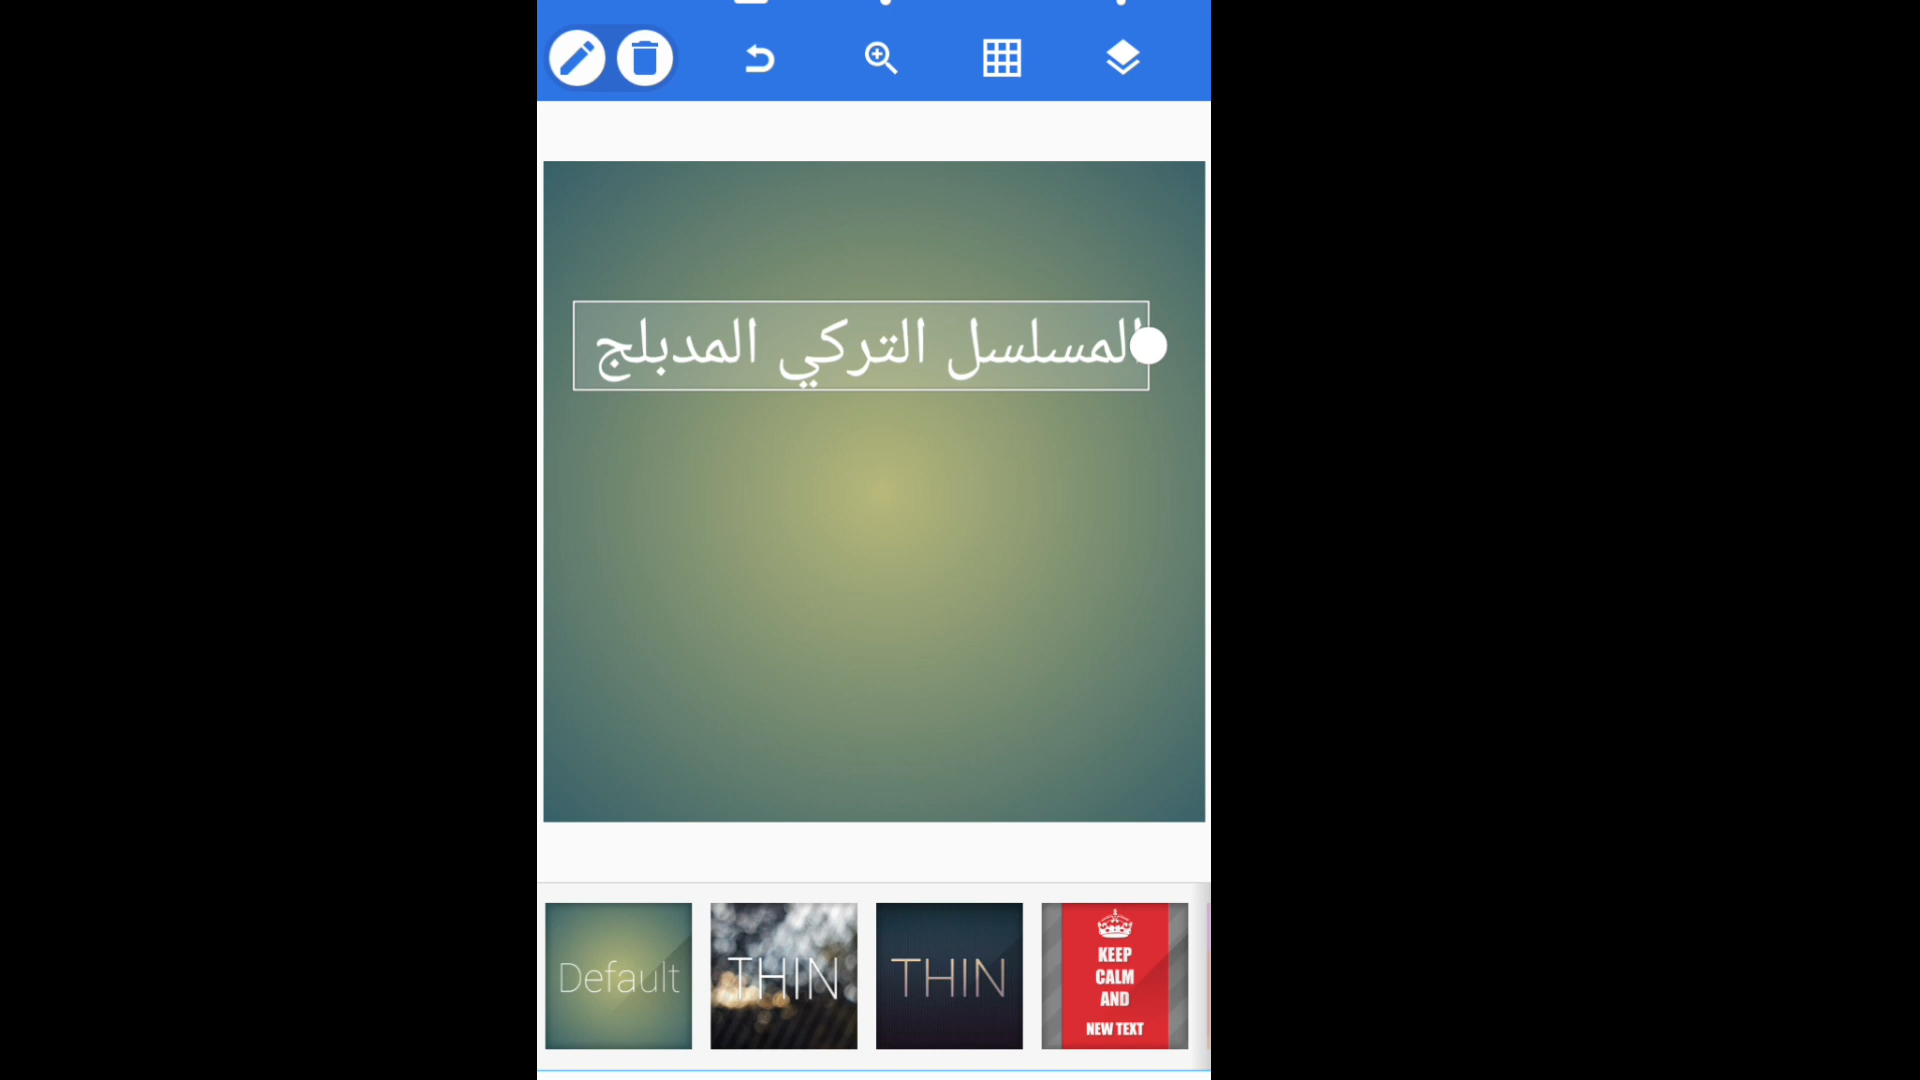 المسلسل التركي المدبلج
Default
THIN
THIN
KEEP
CALM
AND
NEW TEXT